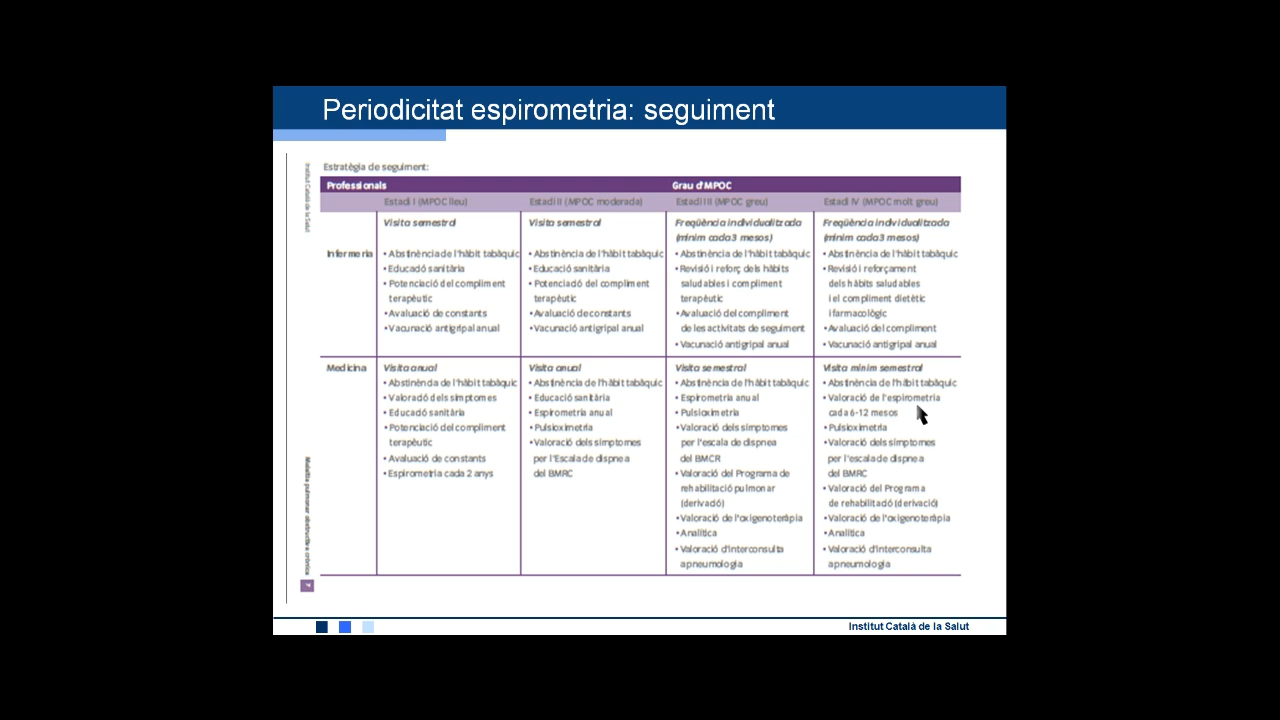 Periodicitat espirometria: seguiment
Institut Català de la Salut
Estratègia de seguiment:
Professionals
Grau d'MPOC
Estadi I (MPOC lleu)
Estadi II (MPOC moderada)
Estadi III (MPOC greu)
Estadi IV (MPOC molt greu)
Infermeria
Visita semestral
• Abstinència de l'hàbit tabàquic
• Educació sanitària
• Potenciació del compliment
terapèutic
• Avaluació de constants
• Vacunació antigripal anual
Visita semestral
• Abstinència de l'hàbit tabàquic
• Educació sanitària
• Potenciació del compliment
terapèutic
• Avaluació de constants
• Vacunació antigripal anual
Freqüència individualitzada
(mínim cada 3 mesos)
• Abstinència de l'hàbit tabàquic
• Revisió i reforç dels hàbits
saludables i compliment
terapèutic
• Avaluació del compliment
de les activitats de seguiment
• Vacunació antigripal anual
Freqüència individualitzada
(mínim cada 3 mesos)
• Abstinència de l'hàbit tabàquic
• Revisió i reforçament
dels hàbits saludables
i el compliment dietètic
i farmacològic
• Avaluació del compliment
• Vacunació antigripal anual
Medicina
Visita anual
• Abstinència de l'hàbit tabàquic
• Valoració dels símptomes
• Educació sanitària
• Potenciació del compliment
terapèutic
• Avaluació de constants
• Espirometria cada 2 anys
Visita anual
• Abstinència de l'hàbit tabàquic
• Educació sanitària
• Espirometria anual
• Pulsioximetria
• Valoració dels símptomes
per l'Escala de dispnea
del BMRC
Visita semestral
• Abstinència de l'hàbit tabàquic
• Espirometria anual
• Pulsioximetria
• Valoració dels símptomes
per l'escala de dispnea
del BMCR
• Valoració del Programa de
rehabilitació pulmonar
(derivació)
• Valoració de l'oxigenoteràpia
• Analítica
• Valoració d'interconsulta
a pneumologia
Visita mínim semestral
• Abstinència de l'hàbit tabàquic
• Valoració de l'espirometria
cada 6-12 mesos
• Pulsioximetria
• Valoració dels símptomes
per l'escala de dispnea
del BMRC
• Valoració del Programa
de rehabilitació (derivació)
• Valoració de l'oxigenoteràpia
• Analítica
• Valoració d'interconsulta
a pneumologia
Malaltia pulmonar obstructiva crònica
Institut Català de la Salut